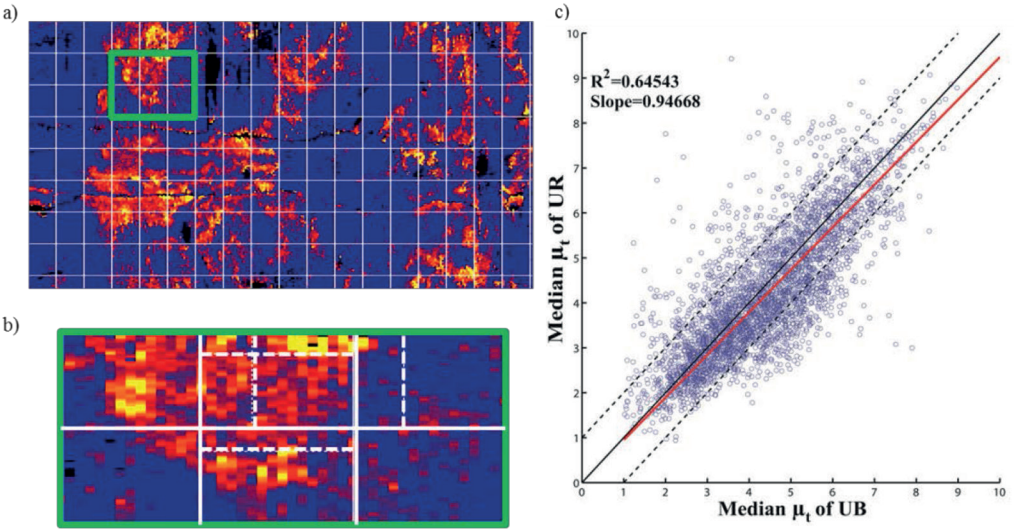 a)
b)
c)
R²=0.64543
Slope=0.94668
10
9
8
7
6
5
4
3
2
1
0
0 1 2 3 4 5 6 7 8 9 10
Median μt of UR
Median μt of UB